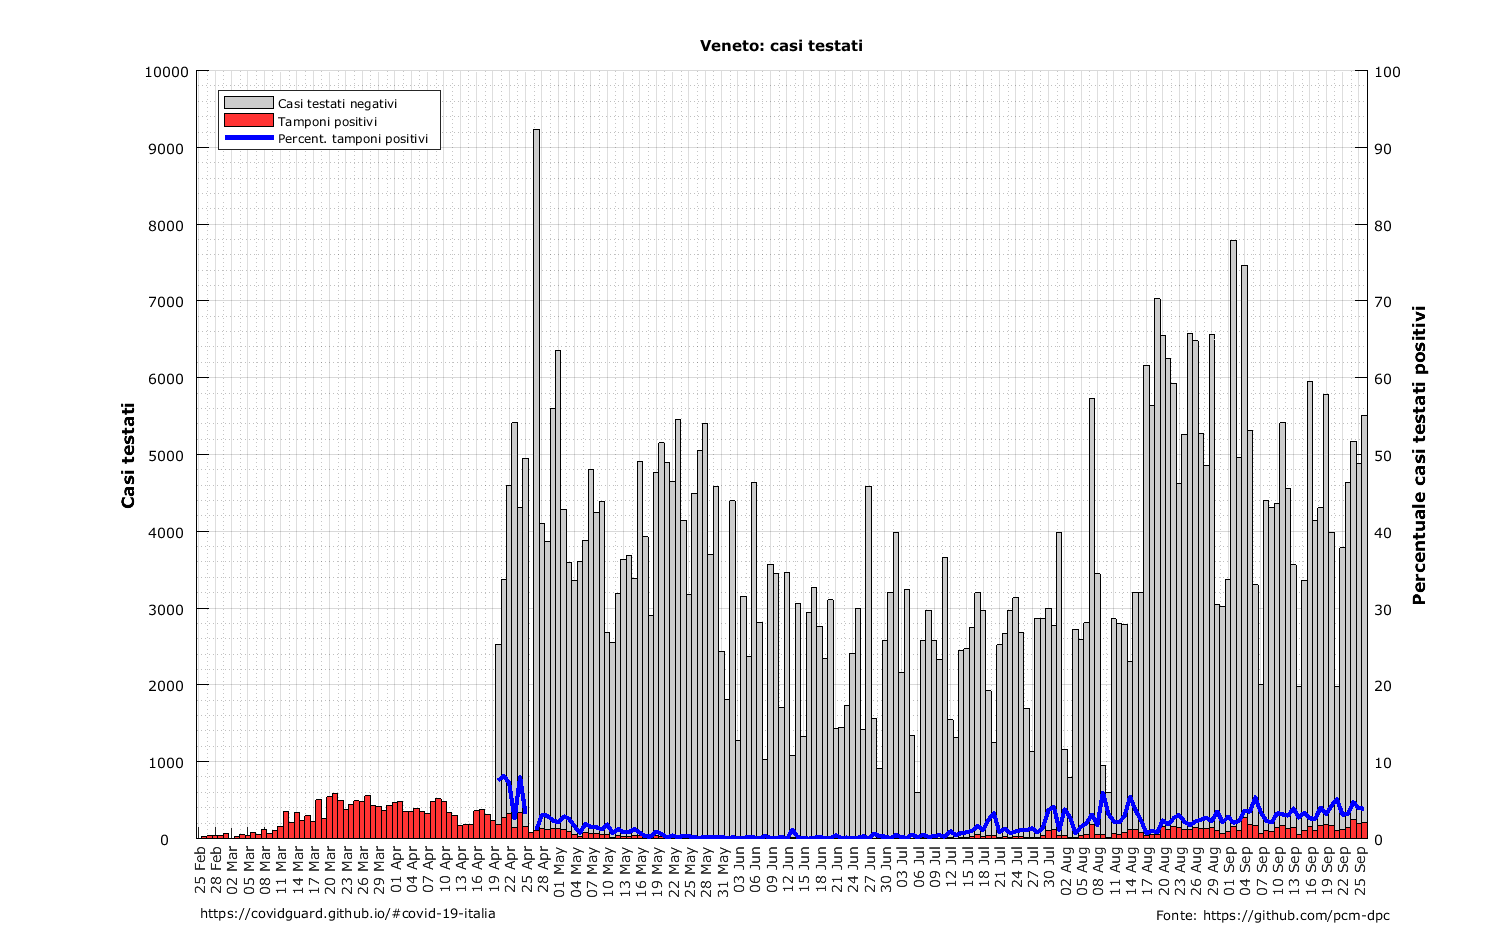 Veneto: casi testati
10000
9000
8000
7000
6000
5000
4000
3000
2000
1000
0
Casi testati
Casi testati negativi
Tamponi positivi
Percent. tamponi positivi
100
90
80
70
60
50
40
30
20
10
0
Percentuale casi testati positivi
25 Feb
28 Feb
02 Mar
05 Mar
08 Mar
11 Mar
14 Mar
17 Mar
20 Mar
23 Mar
26 Mar
29 Mar
01 Apr
04 Apr
07 Apr
10 Apr
13 Apr
16 Apr
19 Apr
22 Apr
25 Apr
28 Apr
01 May
04 May
07 May
10 May
13 May
16 May
19 May
22 May
25 May
28 May
31 May
03 Jun
06 Jun
09 Jun
12 Jun
15 Jun
18 Jun
21 Jun
24 Jun
27 Jun
30 Jun
03 Jul
06 Jul
09 Jul
12 Jul
15 Jul
18 Jul
21 Jul
24 Jul
27 Jul
30 Jul
02 Aug
05 Aug
08 Aug
11 Aug
14 Aug
17 Aug
20 Aug
23 Aug
26 Aug
29 Aug
01 Sep
04 Sep
07 Sep
10 Sep
13 Sep
16 Sep
19 Sep
22 Sep
25 Sep
https://covidguard.github.io/#covid-19-italia
Fonte: https://github.com/pcm-dpc